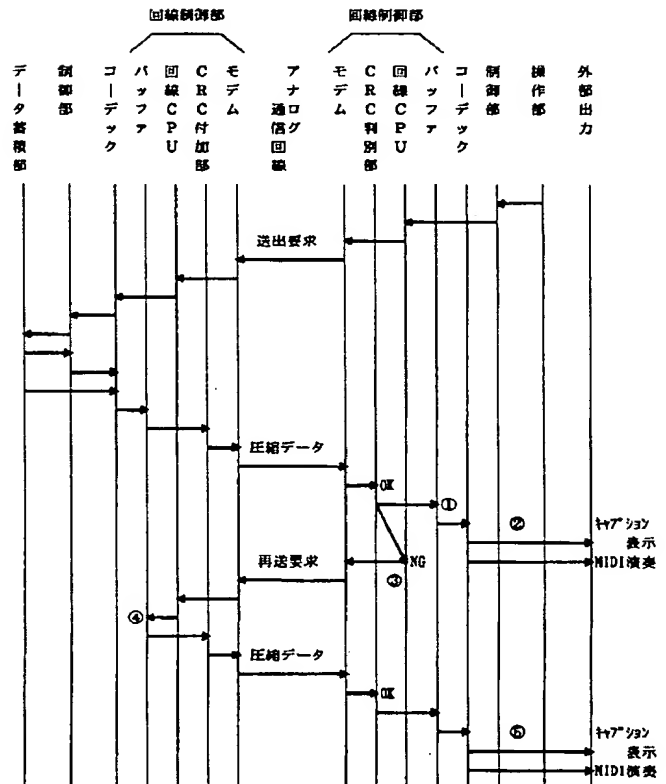 回線制御部
回線制御部
データ蓄積部
制御部
コーデック
バッファ
回線CPU
CRC付加部
モデム
アナログ
通信回線
モデム
CRC判別部
回線CPU
バッファ
コーデック
制御部
操作部
外部出力
送出要求
圧縮データ
OK
①
②
キャプション
表示
再送要求
③
NG
MIDI演奏
④
圧縮データ
OK
⑤
キャプション
表示
MIDI演奏